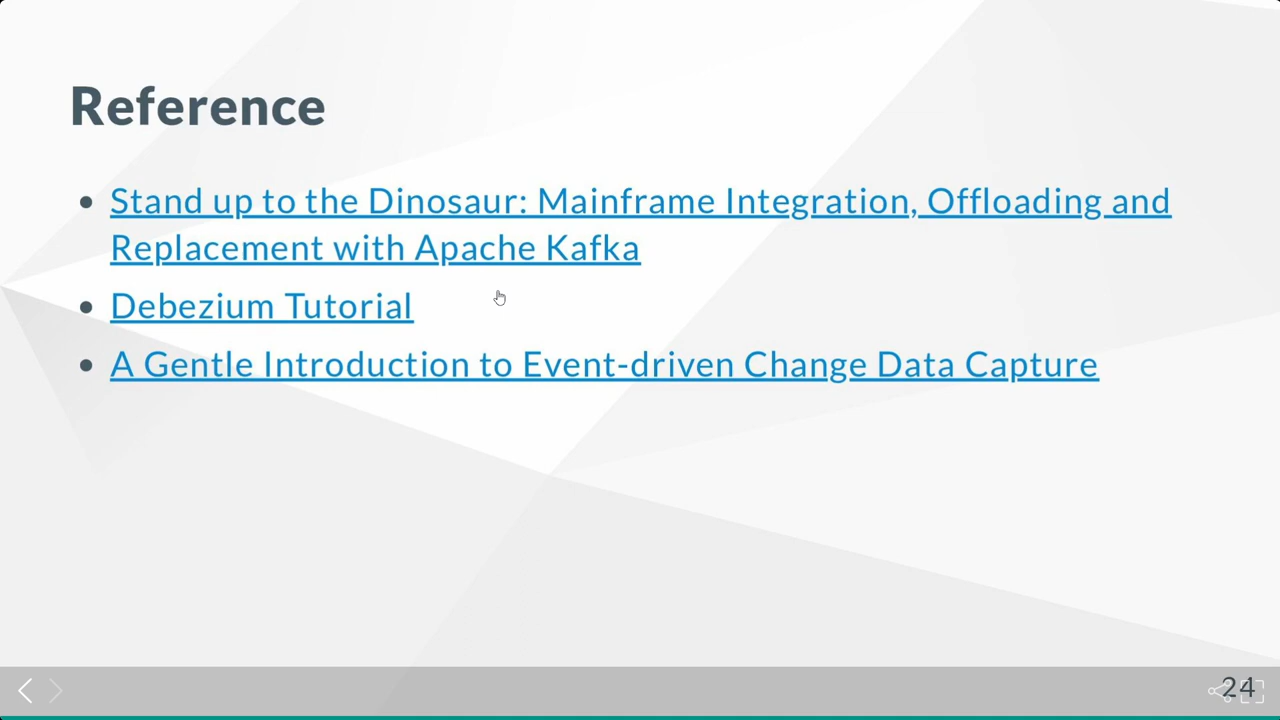 Reference
Stand up to the Dinosaur: Mainframe Integration, Offloading and
Replacement with Apache Kafka
Debezium Tutorial
A Gentle Introduction to Event-driven Change Data Capture
24